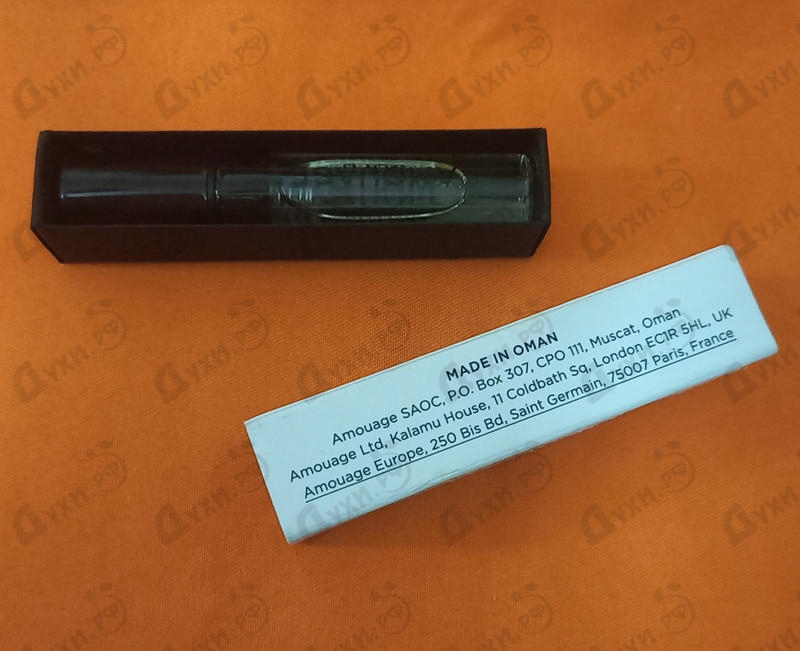 MADE IN OMAN
Amouage SAOC, P.O. Box 307, CPO 111, Muscat, Oman
Amouage Ltd, Kalamu House, 11 Coldbath Sq, London EC1R 5HL, UK
Amouage Europe, 250 Bis Bd, Saint Germain, 75007 Paris, France
Духи.РФ